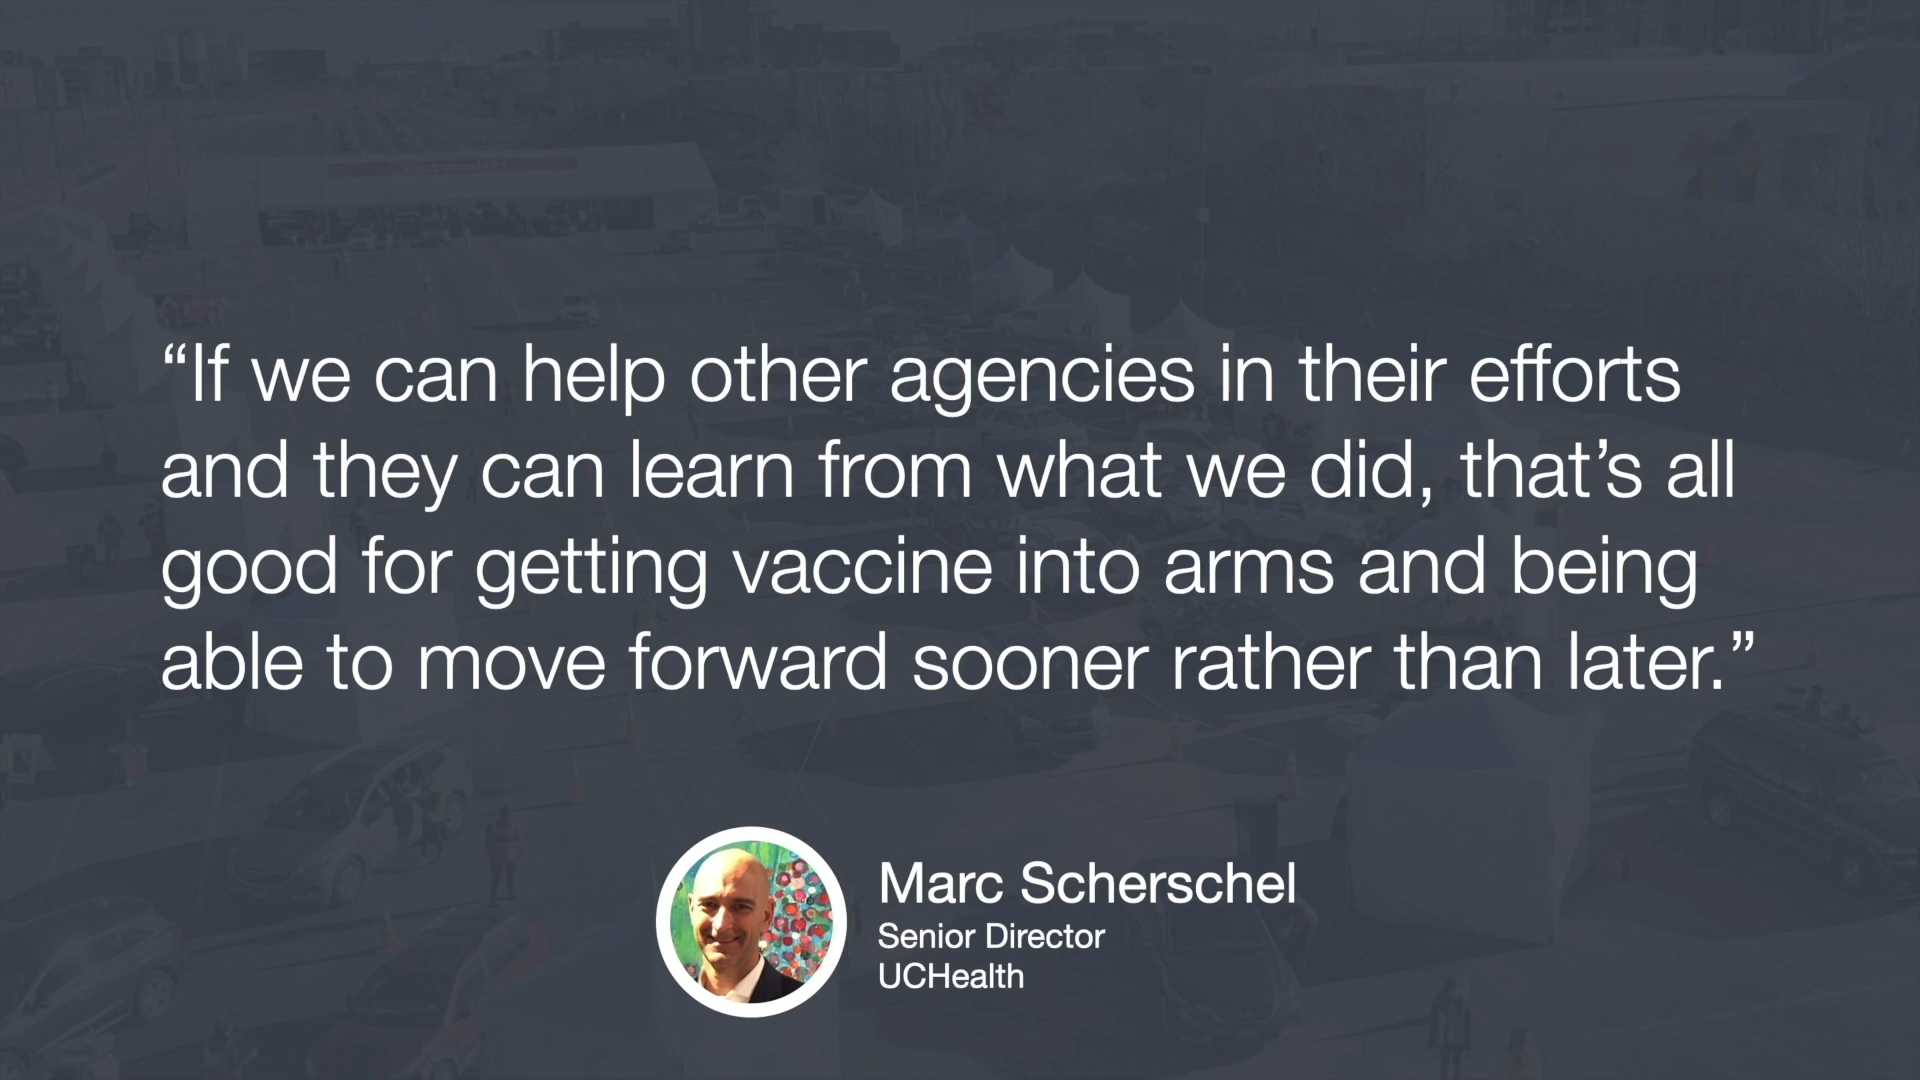 “If we can help other agencies in their efforts
and they can learn from what we did, that’s all
good for getting vaccine into arms and being
able to move forward sooner rather than later.”
Marc Scherschel
Senior Director
UCHealth